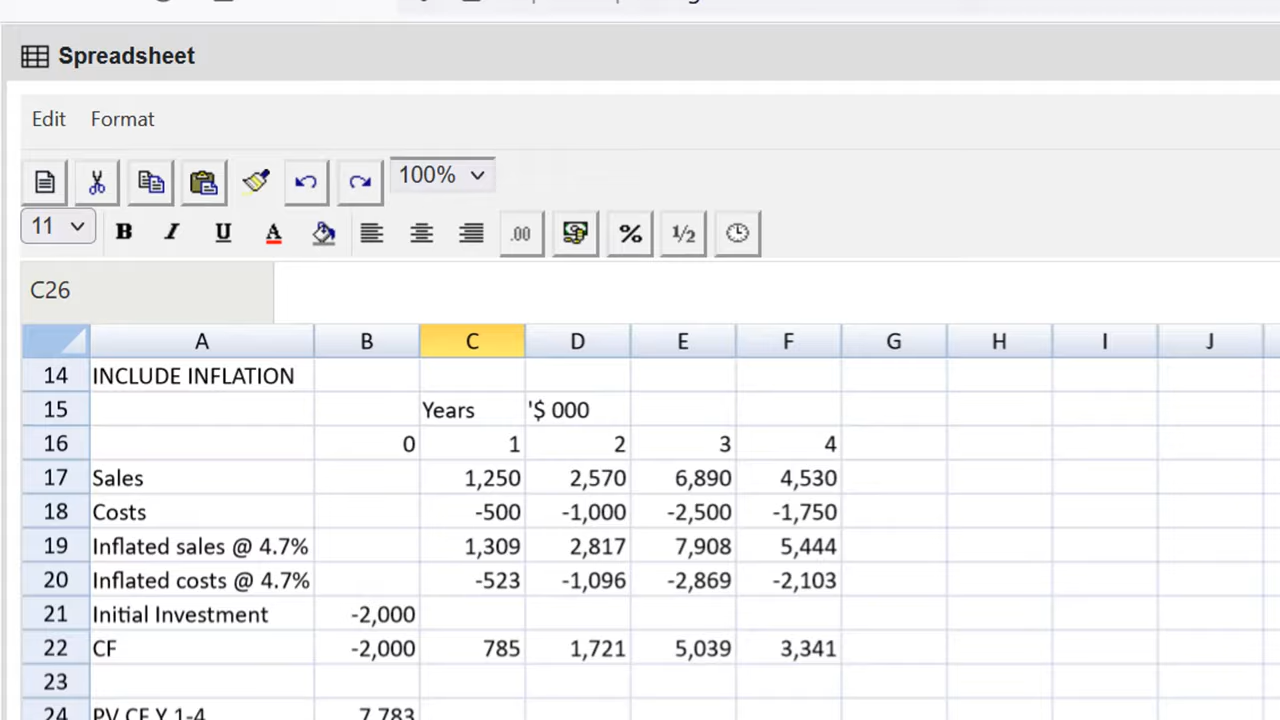 Spreadsheet
Edit Format
100%
11 B I U A .00 % 1/2
C26
A B C D E F G H I J
14 INCLUDE INFLATION
15 Years '$ 000
16 0 1 2 3 4
17 Sales 1,250 2,570 6,890 4,530
18 Costs -500 -1,000 -2,500 -1,750
19 Inflated sales @ 4.7% 1,309 2,817 7,908 5,444
20 Inflated costs @ 4.7% -523 -1,096 -2,869 -2,103
21 Initial Investment -2,000
22 CF -2,000 785 1,721 5,039 3,341
23
24 PV CF Y 1-4 7,783